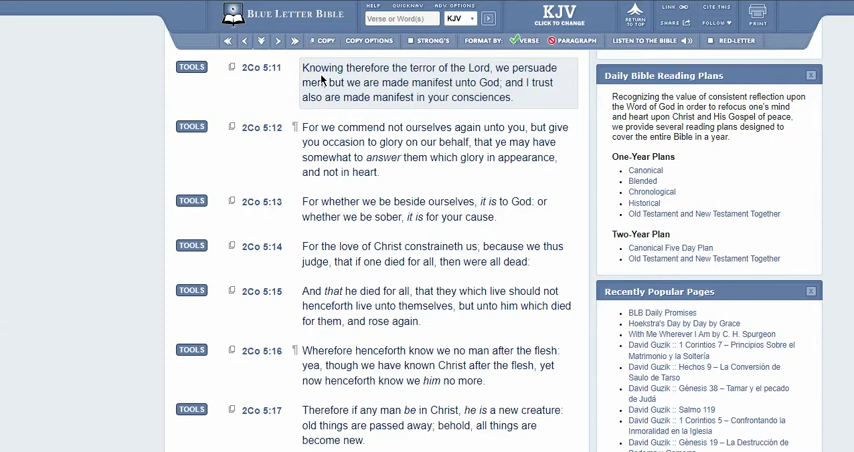 HELP QUICKNAV ADV OPTIONS
BLUE LETTER BIBLE
Verse or Word(s)
KJV
KJV
CLICK TO CHANGE
RETURN
TO TOP
LINK
CITE THIS
SHARE
FOLLOW
PRINT
COPY
COPY OPTIONS
STRONG'S
FORMAT BY:
VERSE
PARAGRAPH
LISTEN TO THE BIBLE
RED-LETTER
TOOLS
2Co 5:11
Knowing therefore the terror of the Lord, we persuade
men; but we are made manifest unto God; and I trust
also are made manifest in your consciences.
TOOLS
2Co 5:12
¶
For we commend not ourselves again unto you, but give
you occasion to glory on our behalf, that ye may have
somewhat to answer them which glory in appearance,
and not in heart.
TOOLS
2Co 5:13
For whether we be beside ourselves, it is to God: or
whether we be sober, it is for your cause.
TOOLS
2Co 5:14
For the love of Christ constraineth us; because we thus
judge, that if one died for all, then were all dead:
TOOLS
2Co 5:15
And that he died for all, that they which live should not
henceforth live unto themselves, but unto him which died
for them, and rose again.
TOOLS
2Co 5:16
¶
Wherefore henceforth know we no man after the flesh:
yea, though we have known Christ after the flesh, yet
now henceforth know we him no more.
TOOLS
2Co 5:17
Therefore if any man be in Christ, he is a new creature:
old things are passed away; behold, all things are
become new.
Daily Bible Reading Plans
Recognizing the value of consistent reflection upon
the Word of God in order to refocus one's mind
and heart upon Christ and His Gospel of peace,
we provide several reading plans designed to
cover the entire Bible in a year.
One-Year Plans
Canonical
Blended
Chronological
Historical
Old Testament and New Testament Together
Two-Year Plan
Canonical Five Day Plan
Old Testament and New Testament Together
Recently Popular Pages
BLB Daily Promises
Hoekstra's Day by Day by Grace
With Me Wherever I Am by C. H. Spurgeon
David Guzik :: 1 Corintios 7 – Principios Sobre el
Matrimonio y la Soltería
David Guzik :: Hechos 9 – La Conversión de
Saulo de Tarso
David Guzik :: Génesis 38 – Tamar y el pecado
de Judá
David Guzik :: Salmo 119
David Guzik :: 1 Corintios 5 – Confrontando la
Inmoralidad en la Iglesia
David Guzik :: Génesis 19 – La Destrucción de